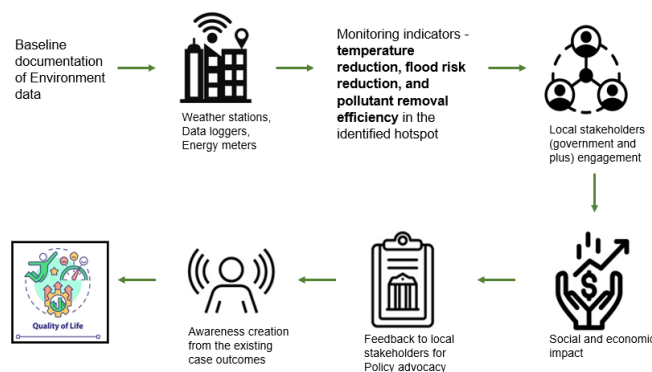 Baseline
documentation
of Environment
data
Weather stations,
Data loggers,
Energy meters
Monitoring indicators -
temperature
reduction, flood risk
reduction, and
pollutant removal
efficiency in the
identified hotspot
Local stakeholders
(government and
plus) engagement
Social and economic
impact
Feedback to local
stakeholders for
Policy advocacy
Awareness creation
from the existing
case outcomes
Quality of Life